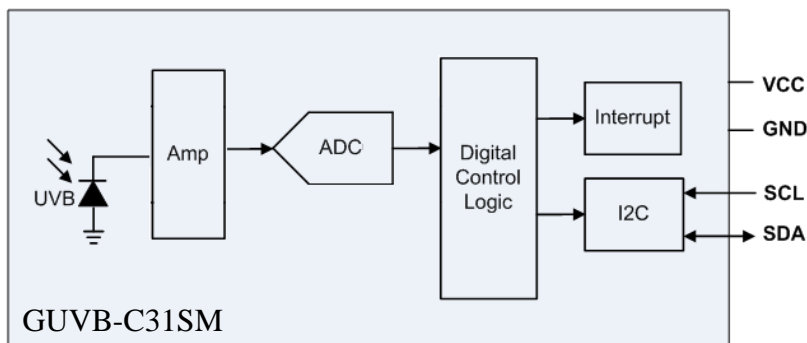 VCC
GND
SCL
SDA
Interrupt
I2C
Digital
Control
Logic
ADC
Amp
UVB
GUVB-C31SM